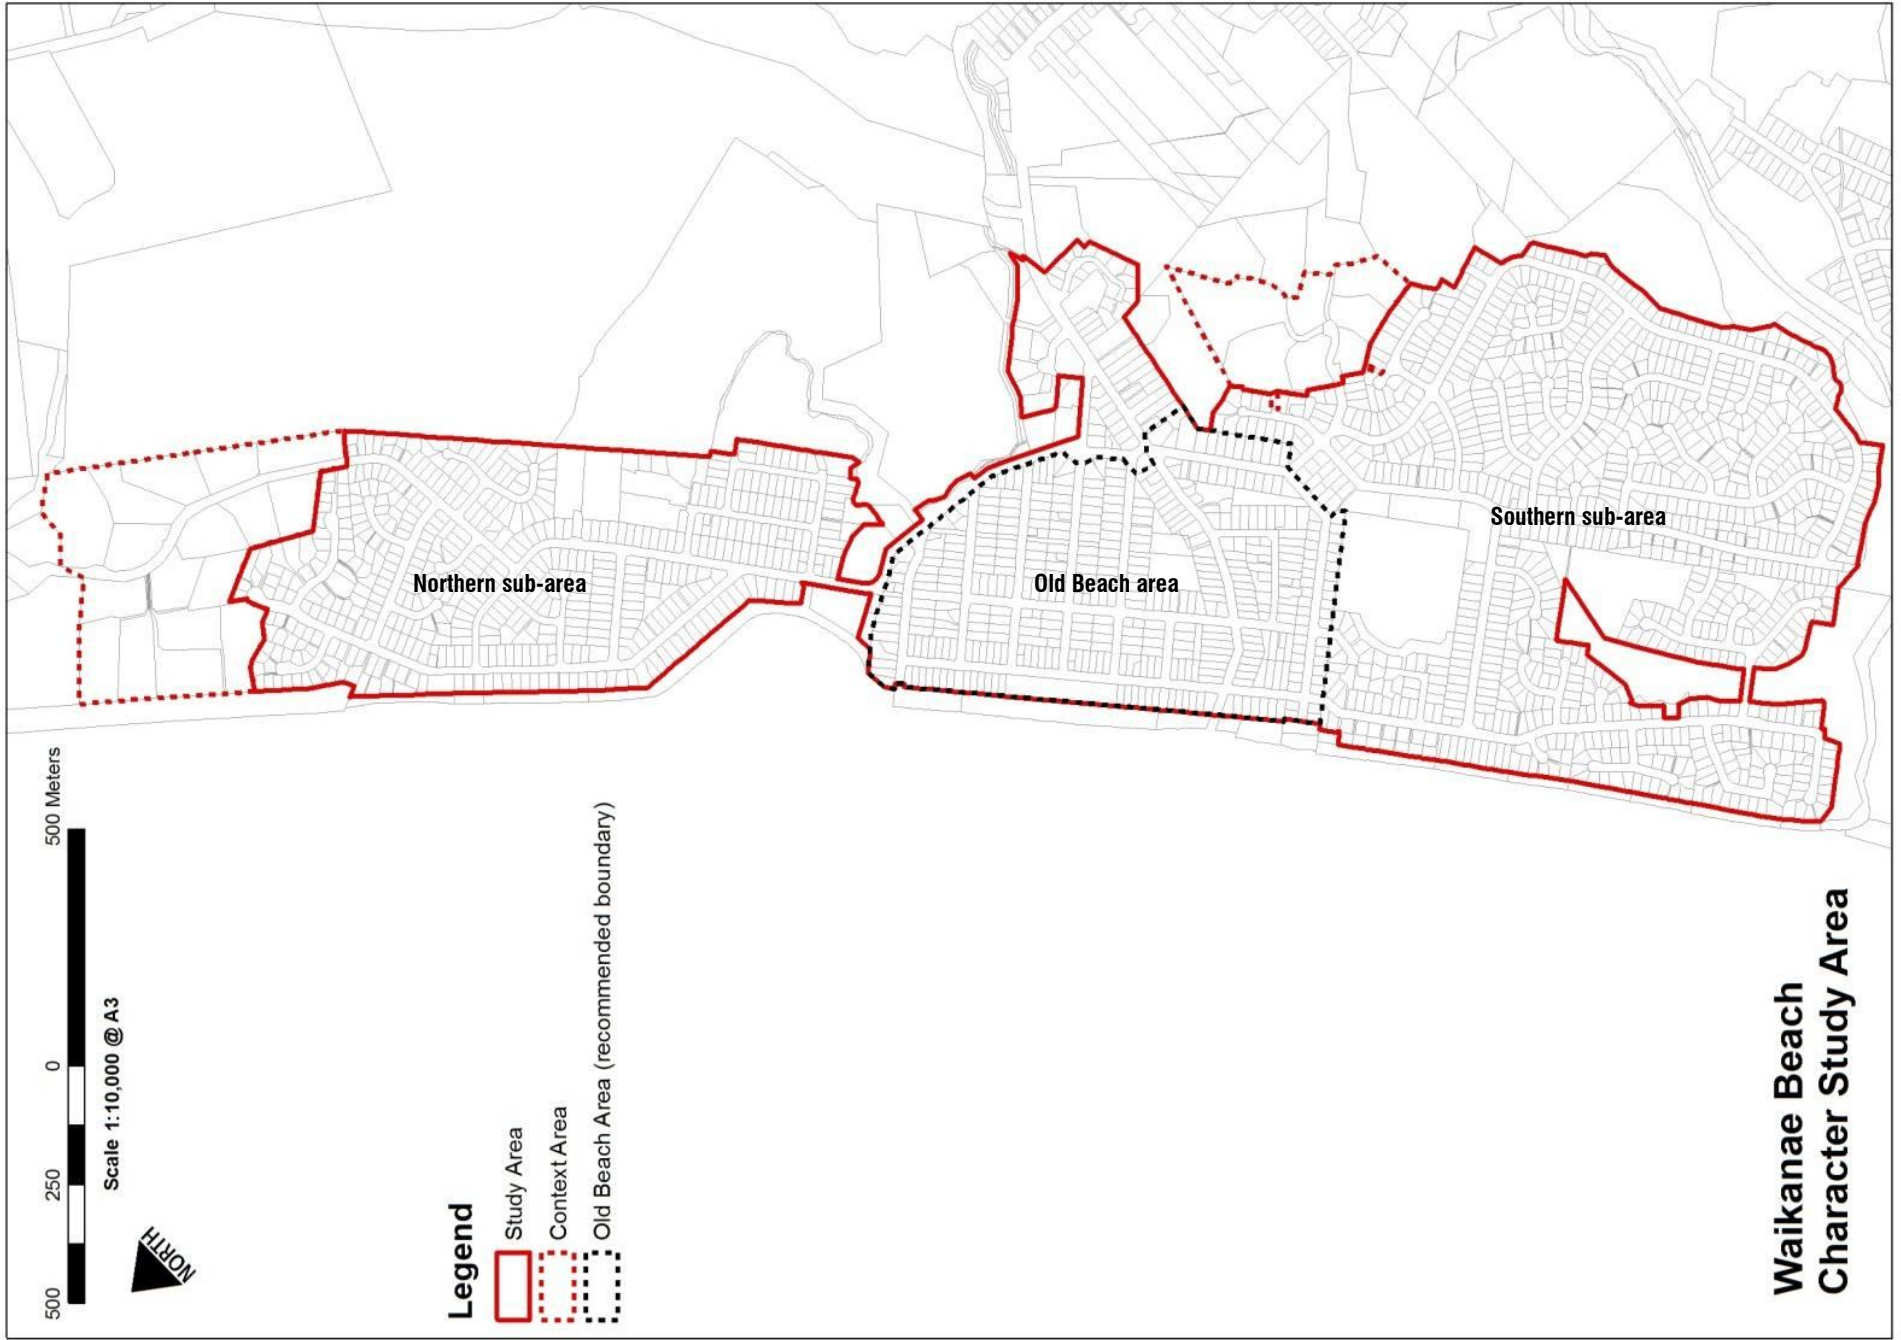 Northern sub-area
Old Beach area
Southern sub-area
500 250 0 500 Meters
Scale 1:10,000 @ A3
NORTH
Legend
Study Area
Context Area
Old Beach Area (recommended boundary)
Waikanae Beach
Character Study Area